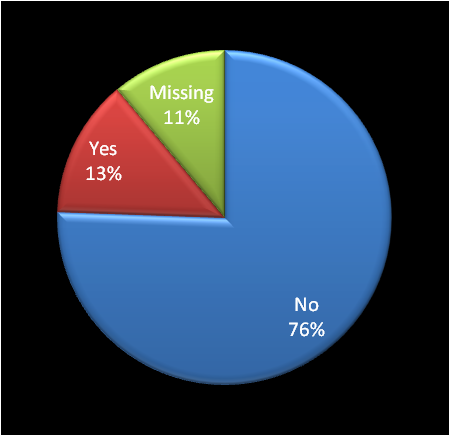 Missing
11%
Yes
13%
No
76%